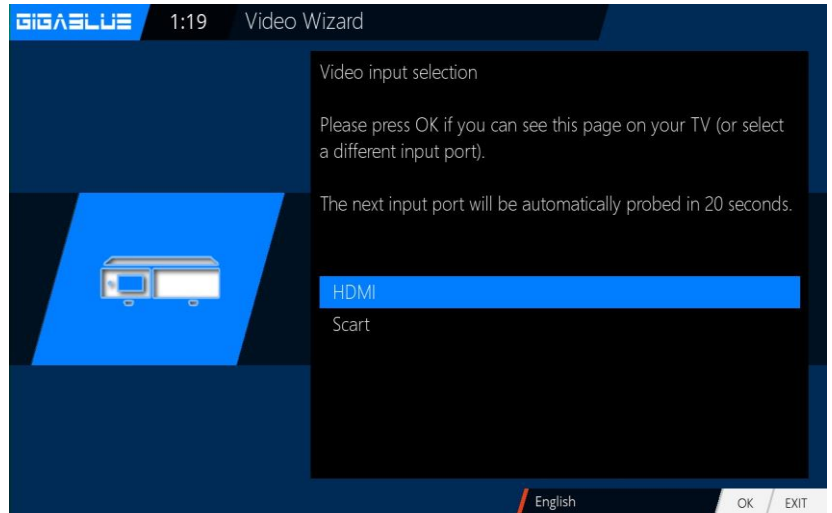 GIGABLUE 1:19 Video Wizard
Video input selection
Please press OK if you can see this page on your TV (or select
a different input port).
The next input port will be automatically probed in 20 seconds.
HDMI
Scart
English OK EXIT